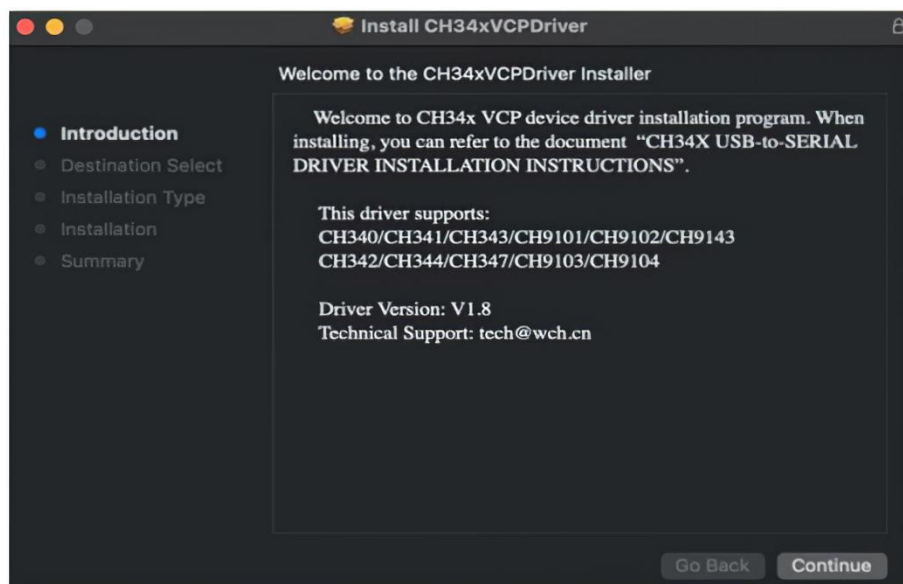 Install CH34xVCPDriver
Welcome to the CH34xVCPDriver Installer
Introduction
Destination Select
Installation Type
Installation
Summary
Welcome to CH34x VCP device driver installation program. When
installing, you can refer to the document “CH34X USB-to-SERIAL
DRIVER INSTALLATION INSTRUCTIONS”.
This driver supports:
CH340/CH341/CH343/CH9101/CH9102/CH9143
CH342/CH344/CH347/CH9103/CH9104
Driver Version: V1.8
Technical Support: tech@wch.cn
Go Back
Continue